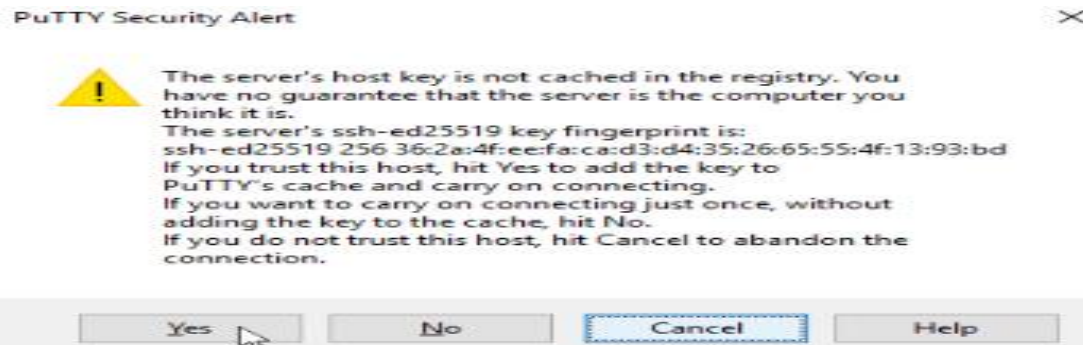 PuTTY Security Alert
The server's host key is not cached in the registry. You
have no guarantee that the server is the computer you
think it is.
The server's ssh-ed25519 key fingerprint is:
ssh-ed25519 256 36:2a:4f:ee:fa:ca:d3:d4:35:26:65:55:4f:13:93:bd
If you trust this host, hit Yes to add the key to
PuTTY's cache and carry on connecting.
If you want to carry on connecting just once, without
adding the key to the cache, hit No.
If you do not trust this host, hit Cancel to abandon the
connection.
Yes No Cancel Help